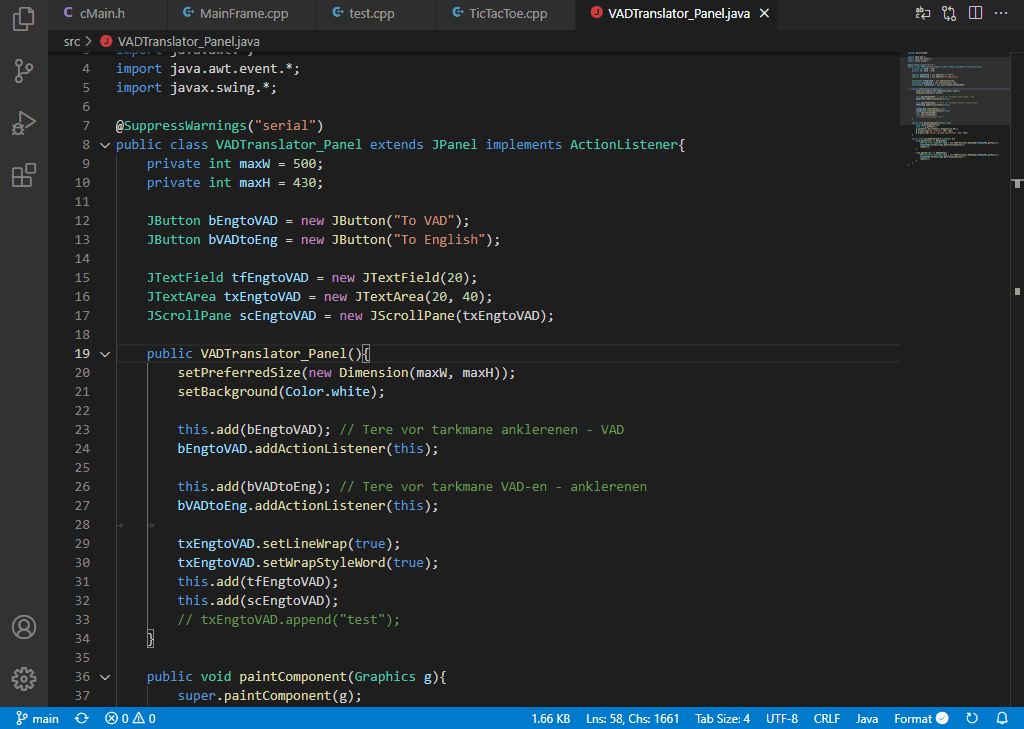 cMain.h MainFrame.cpp test.cpp TicTacToe.cpp VADTranslator_Panel.java
src > VADTranslator_Panel.java
4 import java.awt.event.*;
5 import javax.swing.*;
6
7 @SuppressWarnings("serial")
8 public class VADTranslator_Panel extends JPanel implements ActionListener{
9 private int maxW = 500;
10 private int maxH = 430;
11
12 JButton bEngtoVAD = new JButton("To VAD");
13 JButton bVADtoEng = new JButton("To English");
14
15 JTextField tfEngtoVAD = new JTextField(20);
16 JTextArea txEngtoVAD = new JTextArea(20, 40);
17 JScrollPane scEngtoVAD = new JScrollPane(txEngtoVAD);
18
19 public VADTranslator_Panel(){
20 setPreferredSize(new Dimension(maxW, maxH));
21 setBackground(Color.white);
22
23 this.add(bEngtoVAD); // Tere vor tarkmane anklerenen - VAD
24 bEngtoVAD.addActionListener(this);
25
26 this.add(bVADtoEng); // Tere vor tarkmane VAD-en - anklerenen
27 bVADtoEng.addActionListener(this);
28
29 txEngtoVAD.setLineWrap(true);
30 txEngtoVAD.setWrapStyleWord(true);
31 this.add(tfEngtoVAD);
32 this.add(scEngtoVAD);
33 // txEngtoVAD.append("test");
34 }
35
36 public void paintComponent(Graphics g){
37 super.paintComponent(g);
main 0 0 1.66 KB Lns: 58, Chs: 1661 Tab Size: 4 UTF-8 CRLF Java Format